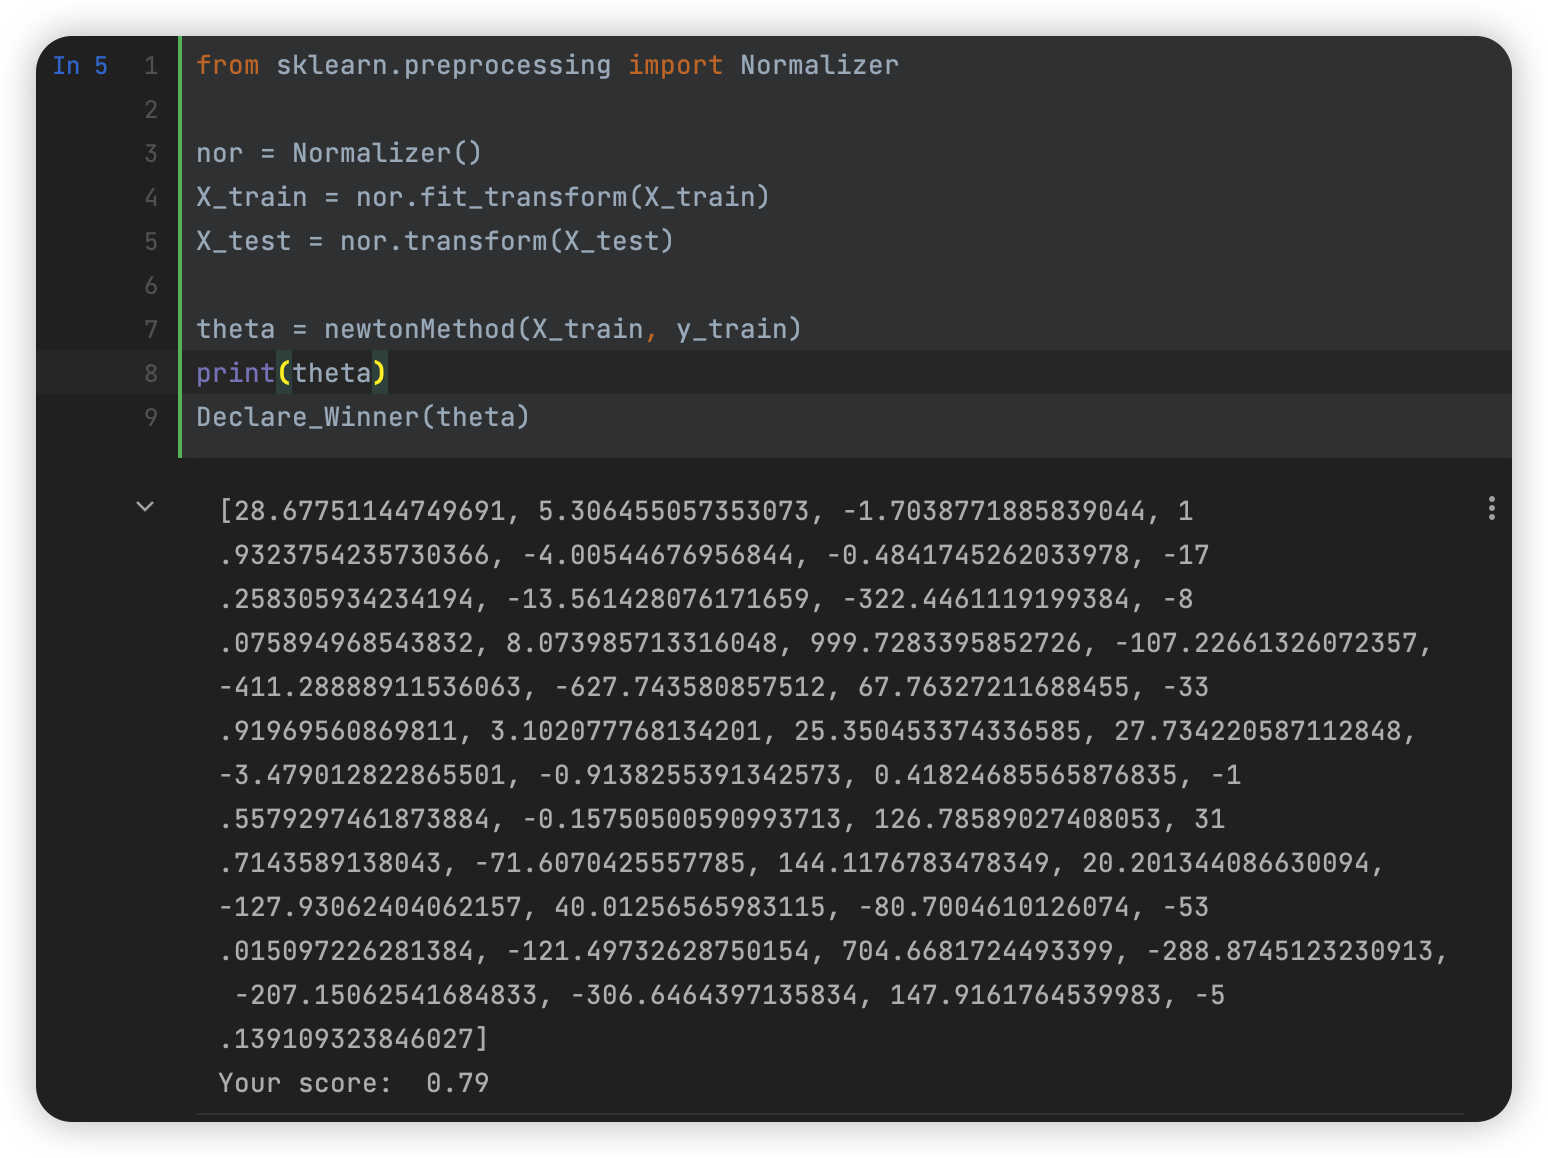 In 5
1 from sklearn.preprocessing import Normalizer
2
3 nor = Normalizer()
4 X_train = nor.fit_transform(X_train)
5 X_test = nor.transform(X_test)
6
7 theta = newtonMethod(X_train, y_train)
8 print(theta)
9 Declare_Winner(theta)
[28.67751144749691, 5.306455057353073, -1.7038771885839044, 1
.9323754235730366, -4.00544676956844, -0.4841745262033978, -17
.258305934234194, -13.561428076171659, -322.4461119199384, -8
.075894968543832, 8.073985713316048, 999.7283395852726, -107.22661326072357,
-411.28888911536063, -627.743580857512, 67.76327211688455, -33
.91969560869811, 3.102077768134201, 25.350453374336585, 27.734220587112848,
-3.479012822865501, -0.9138255391342573, 0.41824685565876835, -1
.5579297461873884, -0.15750500590993713, 126.78589027408053, 31
.7143589138043, -71.6070425557785, 144.1176783478349, 20.201344086630094,
-127.93062404062157, 40.01256565983115, -80.7004610126074, -53
.015097226281384, -121.49732628750154, 704.6681724493399, -288.8745123230913,
-207.15062541684833, -306.6464397135834, 147.9161764539983, -5
.139109323846027]
Your score:  0.79